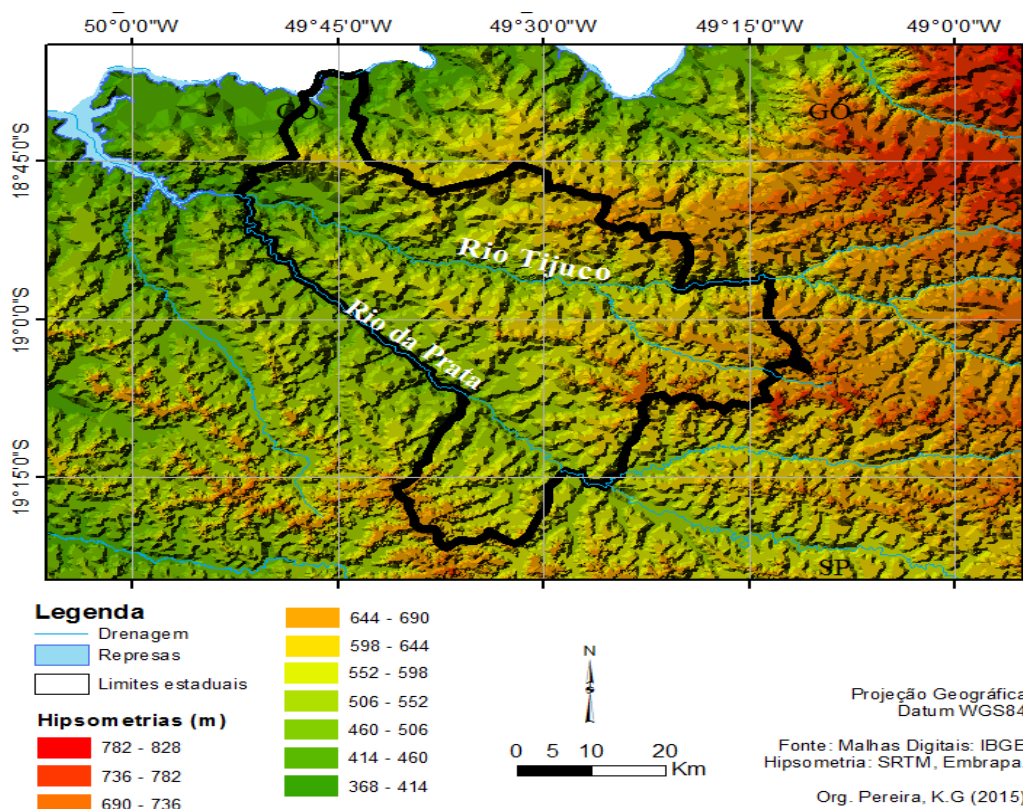 50°0'0"W 49°45'0"W 49°30'0"W 49°15'0"W 49°0'0"W
GO
GO
18°45'0"S
Rio Tijuco
19°0'0"S
Rio da Prata
19°15'0"S
SP
Legenda
Drenagem
Represas
Limites estaduais
Hipsometrias (m)
782 - 828
736 - 782
690 - 736
644 - 690
598 - 644
552 - 598
506 - 552
460 - 506
414 - 460
368 - 414
N
S
0 5 10 20
Km
Projeção Geográfica
Datum WGS84
Fonte: Malhas Digitais: IBGE
Hipsometria: SRTM, Embrapa.
Org. Pereira, K.G (2015)